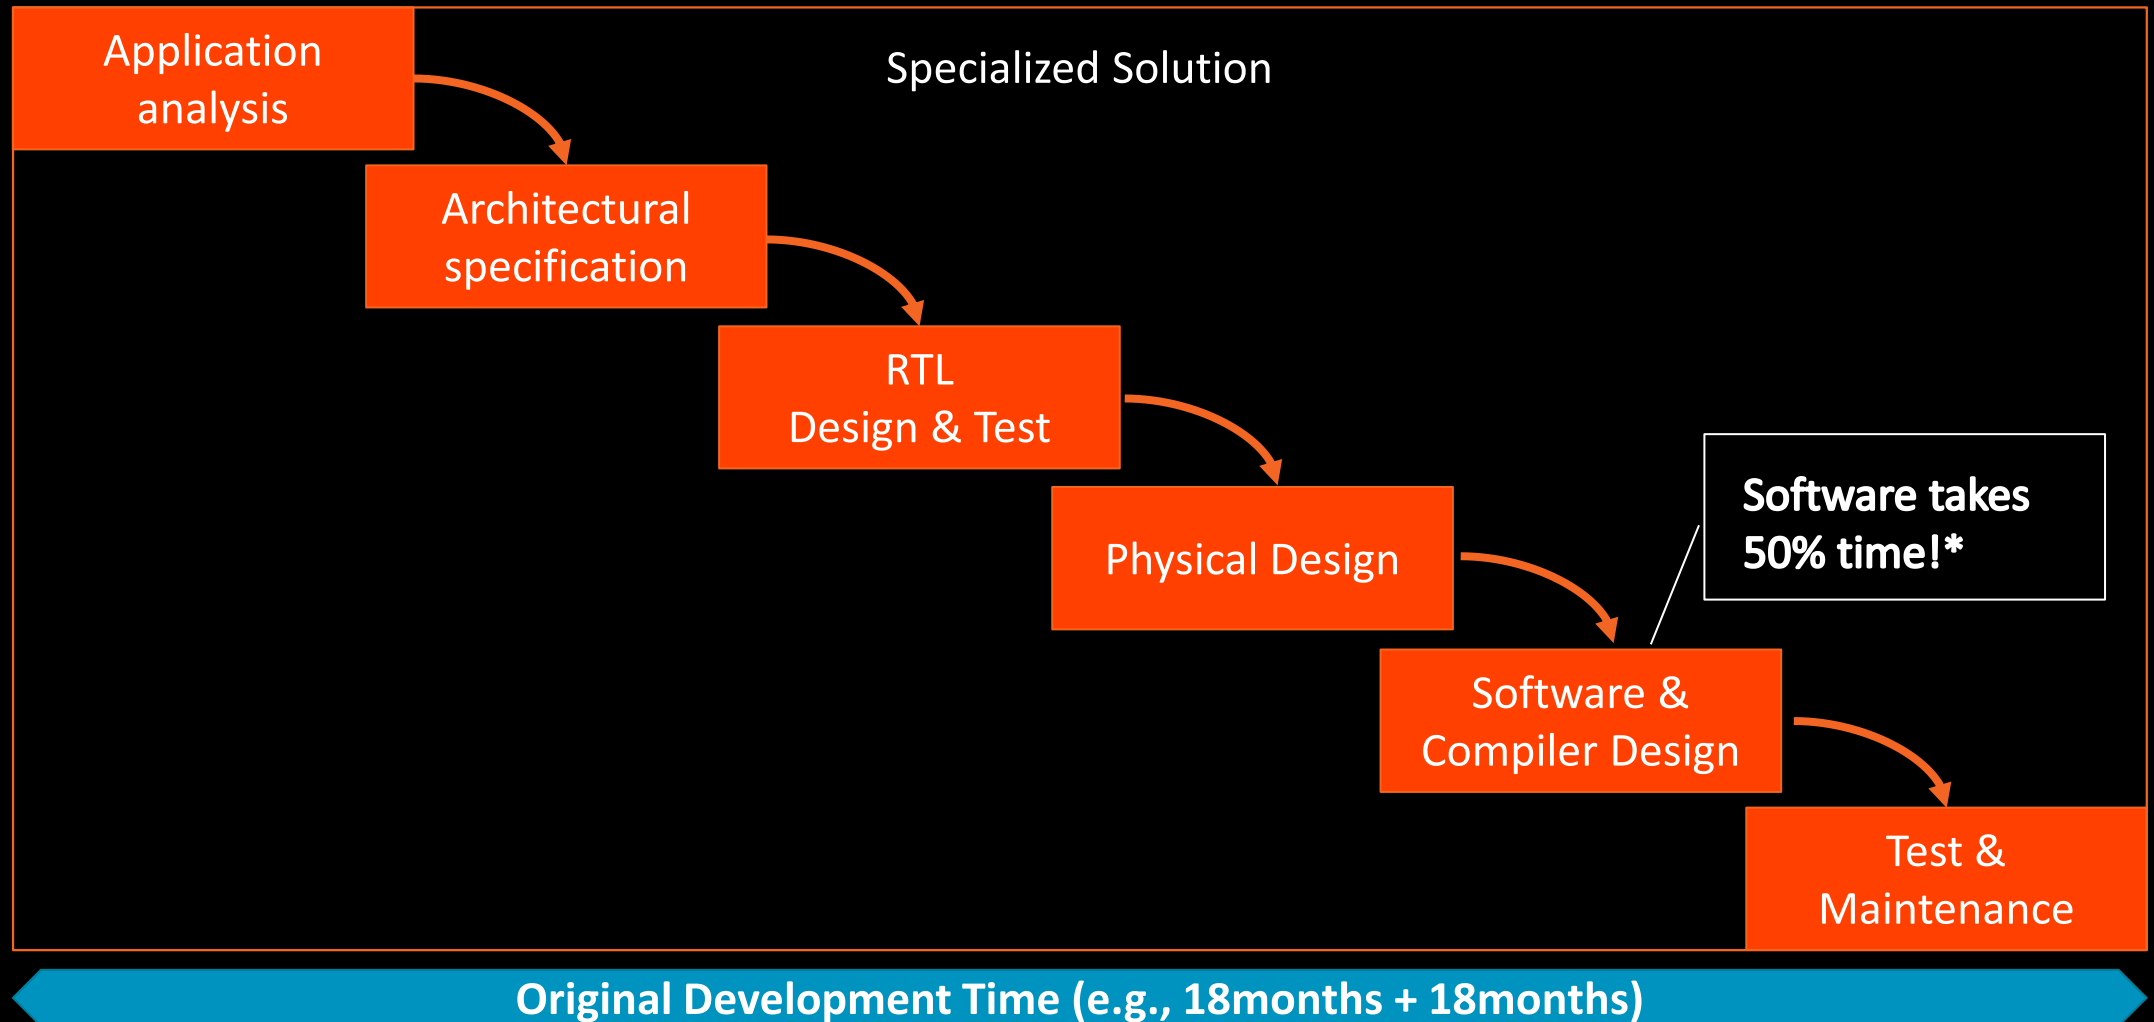 Application
analysis
Specialized Solution
Architectural
specification
RTL
Design & Test
Physical Design
Software takes
50% time!*
Software &
Compiler Design
Test &
Maintenance
Original Development Time (e.g., 18months + 18months)